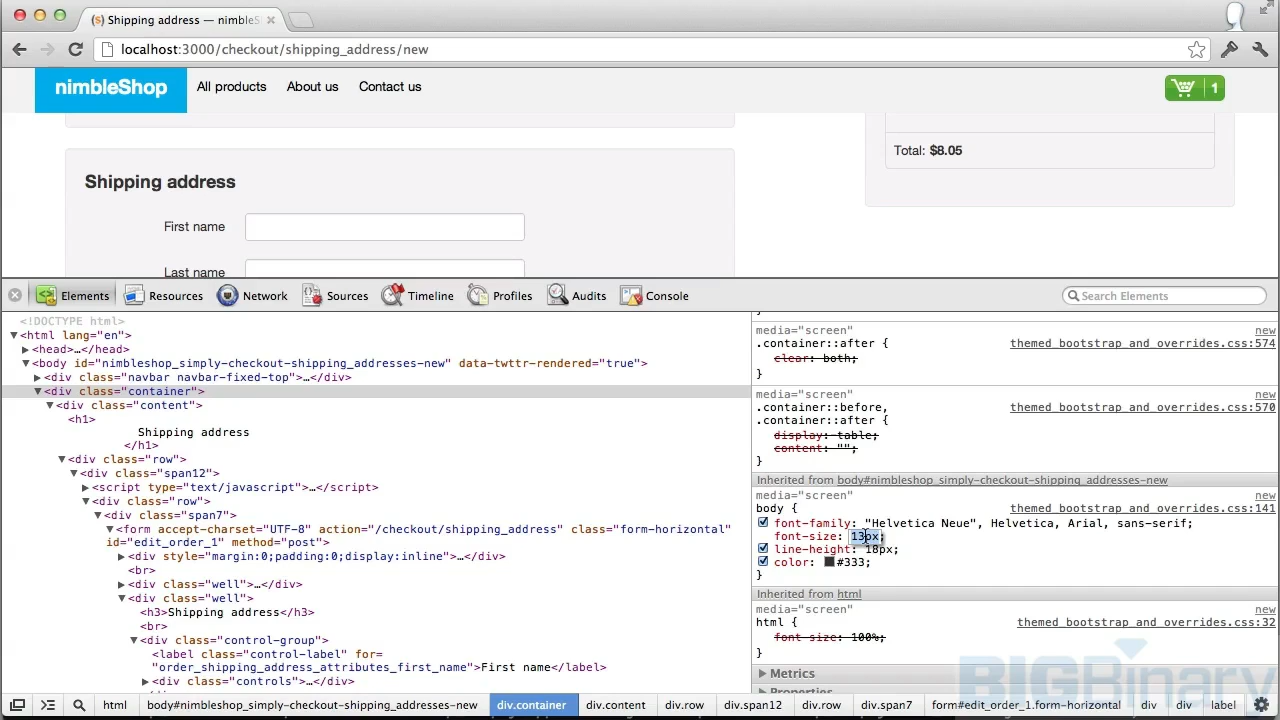 ($) Shipping address — nimbleS
localhost:3000/checkout/shipping_address/new
nimbleShop All products About us Contact us 1
Total: $8.05
Shipping address
First name
Last name
Elements Resources Network Sources Timeline Profiles Audits Console Search Elements
<!DOCTYPE html>
▼<html lang="en">
▶<head>…</head>
▼<body id="nimbleshop_simply-checkout-shipping_addresses-new" data-twttr-rendered="true">
▶<div class="navbar navbar-fixed-top">…</div>
▼<div class="container">
▼<div class="content">
<h1>
Shipping address
</h1>
▼<div class="row">
▼<div class="span12">
▶<script type="text/javascript">…</script>
▼<div class="row">
▼<div class="span7">
▼<form accept-charset="UTF-8" action="/checkout/shipping_address" class="form-horizontal"
id="edit_order_1" method="post">
▶<div style="margin:0;padding:0;display:inline">…</div>
<br>
▶<div class="well">…</div>
▼<div class="well">
<h3>Shipping address</h3>
<br>
▼<div class="control-group">
<label class="control-label" for=
"order_shipping_address_attributes_first_name">First name</label>
▶<div class="controls">…</div>
media="screen" new
.container::after { themed_bootstrap_and_overrides.css:574
clear: both;
}
media="screen" new
.container::before, themed_bootstrap_and_overrides.css:570
.container::after {
display: table;
content: "";
}
Inherited from body#nimbleshop_simply-checkout-shipping_addresses-new
media="screen" new
body { themed_bootstrap_and_overrides.css:141
font-family: "Helvetica Neue", Helvetica, Arial, sans-serif;
font-size: 13px;
line-height: 18px;
color: #333;
}
Inherited from html
media="screen" new
html { themed_bootstrap_and_overrides.css:32
font-size: 100%;
}
▶ Metrics
▶ Properties
BIGBinary
html body#nimbleshop_simply-checkout-shipping_addresses-new div.container div.content div.row div.span12 div.row div.span7 form#edit_order_1.form-horizontal div div label